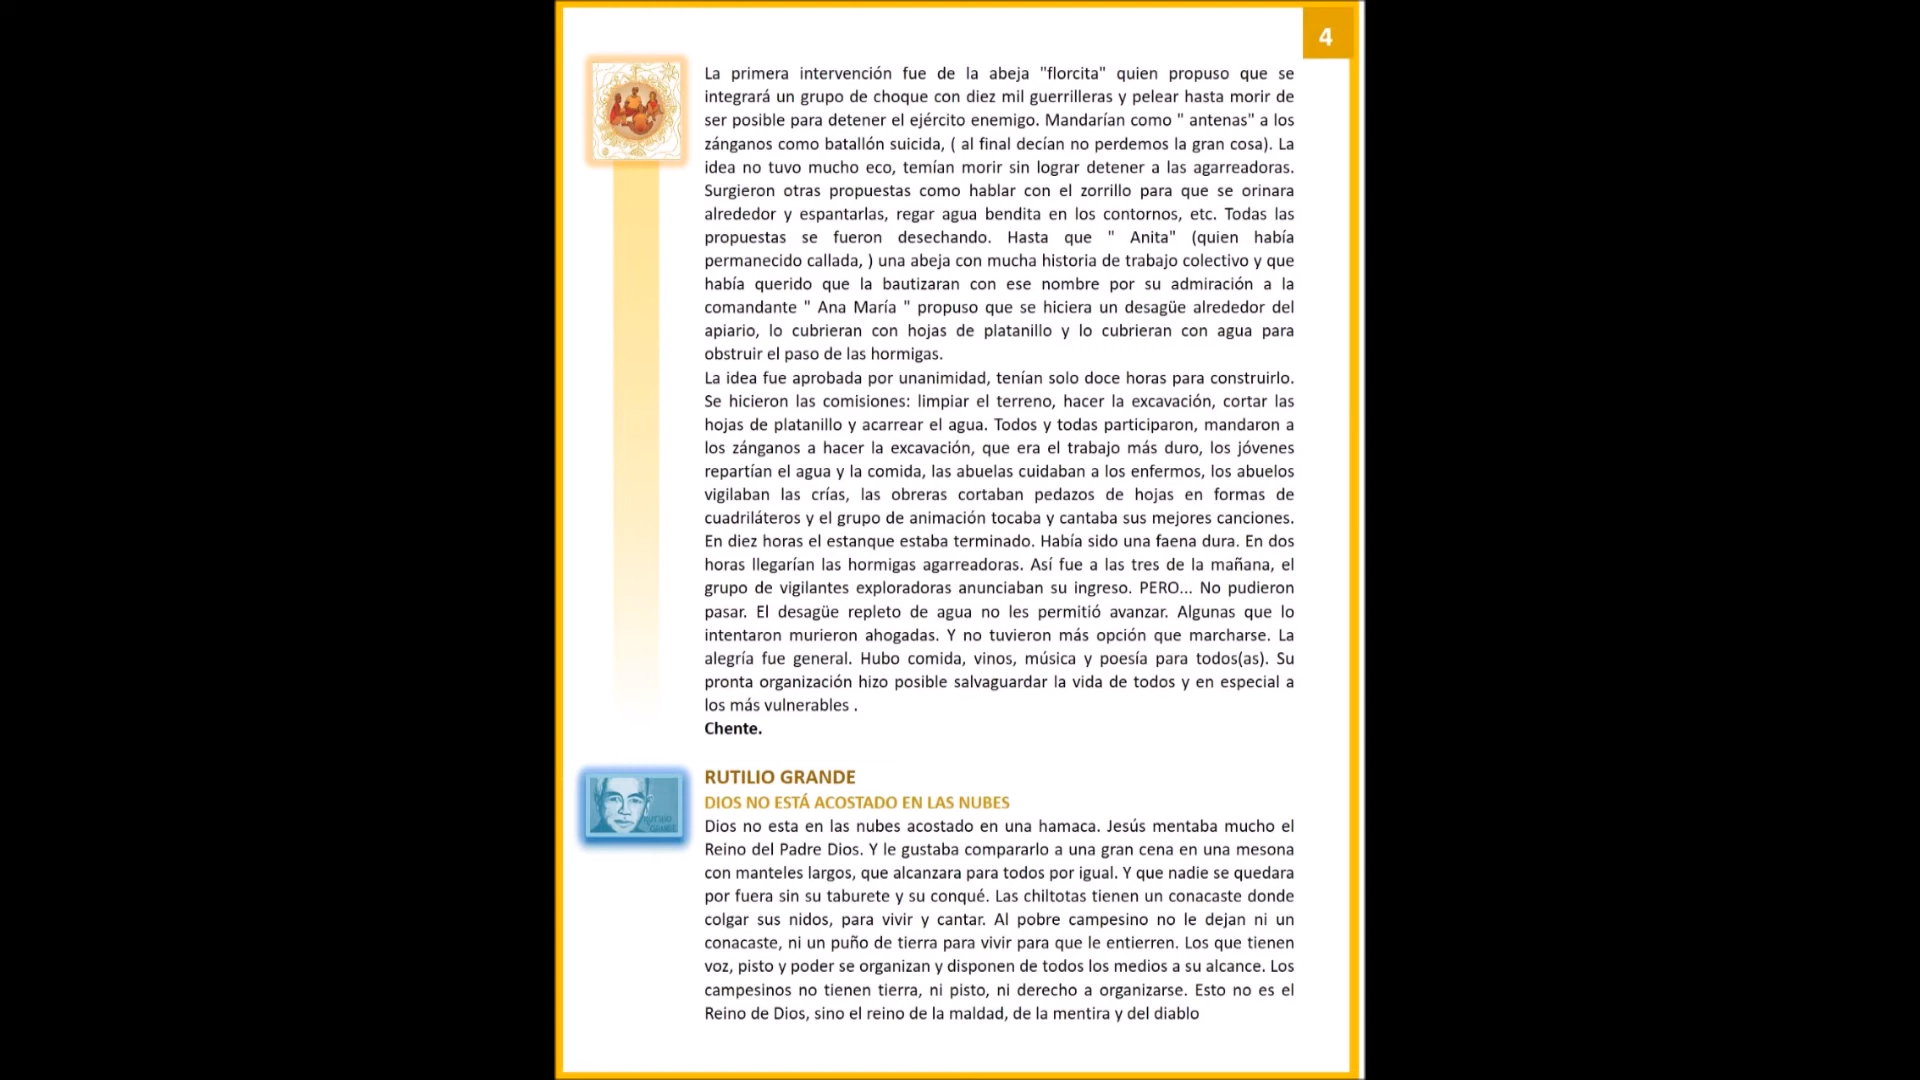 4
La primera intervención fue de la abeja "florcita" quien propuso que se
integrará un grupo de choque con diez mil guerrilleras y pelear hasta morir de
ser posible para detener el ejército enemigo. Mandarían como " antenas" a los
zánganos como batallón suicida, ( al final decían no perdemos la gran cosa). La
idea no tuvo mucho eco, temían morir sin lograr detener a las agarreadoras.
Surgieron otras propuestas como hablar con el zorrillo para que se orinara
alrededor y espantarlas, regar agua bendita en los contornos, etc. Todas las
propuestas se fueron desechando. Hasta que " Anita" (quien había
permanecido callada, ) una abeja con mucha historia de trabajo colectivo y que
había querido que la bautizaran con ese nombre por su admiración a la
comandante " Ana María " propuso que se hiciera un desagüe alrededor del
apiario, lo cubrieran con hojas de platanillo y lo cubrieran con agua para
obstruir el paso de las hormigas.
La idea fue aprobada por unanimidad, tenían solo doce horas para construirlo.
Se hicieron las comisiones: limpiar el terreno, hacer la excavación, cortar las
hojas de platanillo y acarrear el agua. Todos y todas participaron, mandaron a
los zánganos a hacer la excavación, que era el trabajo más duro, los jóvenes
repartían el agua y la comida, las abuelas cuidaban a los enfermos, los abuelos
vigilaban las crías, las obreras cortaban pedazos de hojas en formas de
cuadriláteros y el grupo de animación tocaba y cantaba sus mejores canciones.
En diez horas el estanque estaba terminado. Había sido una faena dura. En dos
horas llegarían las hormigas agarreadoras. Así fue a las tres de la mañana, el
grupo de vigilantes exploradoras anunciaban su ingreso. PERO... No pudieron
pasar. El desagüe repleto de agua no les permitió avanzar. Algunas que lo
intentaron murieron ahogadas. Y no tuvieron más opción que marcharse. La
alegría fue general. Hubo comida, vinos, música y poesía para todos(as). Su
pronta organización hizo posible salvaguardar la vida de todos y en especial a
los más vulnerables .
Chente.
RUTILIO GRANDE
RUTILIO GRANDE
DIOS NO ESTÁ ACOSTADO EN LAS NUBES
Dios no esta en las nubes acostado en una hamaca. Jesús mentaba mucho el
Reino del Padre Dios. Y le gustaba compararlo a una gran cena en una mesona
con manteles largos, que alcanzara para todos por igual. Y que nadie se quedara
por fuera sin su taburete y su conqué. Las chiltotas tienen un conacaste donde
colgar sus nidos, para vivir y cantar. Al pobre campesino no le dejan ni un
conacaste, ni un puño de tierra para vivir para que le entierren. Los que tienen
voz, pisto y poder se organizan y disponen de todos los medios a su alcance. Los
campesinos no tienen tierra, ni pisto, ni derecho a organizarse. Esto no es el
Reino de Dios, sino el reino de la maldad, de la mentira y del diablo